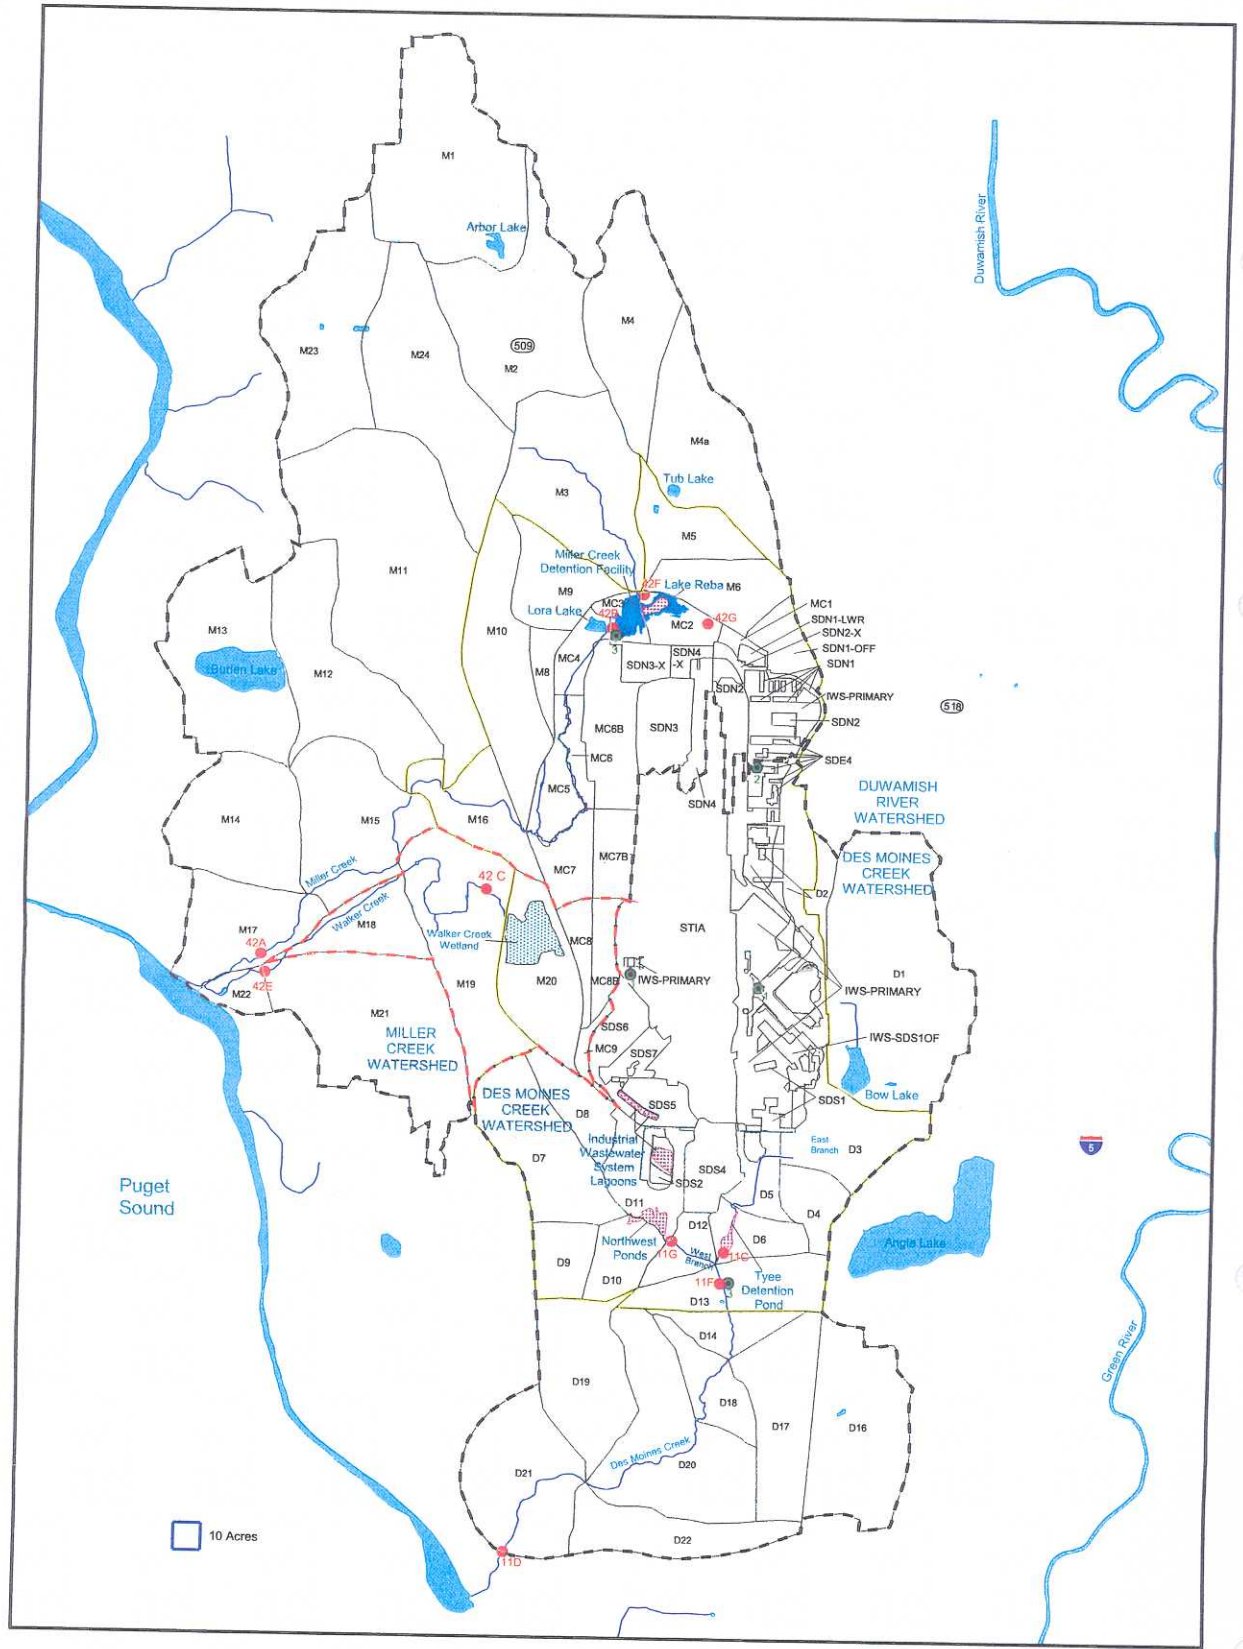 M1
Arbor Lake
Duwamish River
M4
M23
M24
509
M2
M4a
Tub Lake
M3
M5
Miller Creek
Detention Facility
42F
Lake Reba
M6
M11
M9
MC3
MC1
Lora Lake
42B
42G
SDN1-LWR
MC2
SDN2-X
M13
M10
3
SDN1-OFF
Burien Lake
M12
M8
MC4
SDN3-X
SDN4
-X
SDN1
SDN2
IWS-PRIMARY
518
MC6B
SDN3
SDN2
MC6
SDE4
2
MC5
SDN4
DUWAMISH
RIVER
WATERSHED
M14
M15
M16
MC7B
DES MOINES
CREEK
WATERSHED
Miller Creek
MC7
42 C
D2
Walker Creek
M17
M18
STIA
42A
Walker Creek
Wetland
MC8
42E
M22
M19
M20
MC8B
IWS-PRIMARY
D1
IWS-PRIMARY
M21
SDS6
MILLER
CREEK
WATERSHED
MC9
SDS7
IWS-SDS1OF
DES MOINES
CREEK
WATERSHED
D8
SDS5
SDS1
Bow Lake
Industrial
Wastewater
System
Lagoons
East
Branch
D3
5
D7
SDS4
SDS2
Puget
Sound
D11
D5
D12
D4
D6
Northwest
Ponds
11G
West
Branch
11C
Angle Lake
D9
D10
11F
Tyee
Detention
Pond
D13
D14
Green River
D19
D18
D17
D16
Des Moines Creek
D20
D21
10 Acres
D22
11D